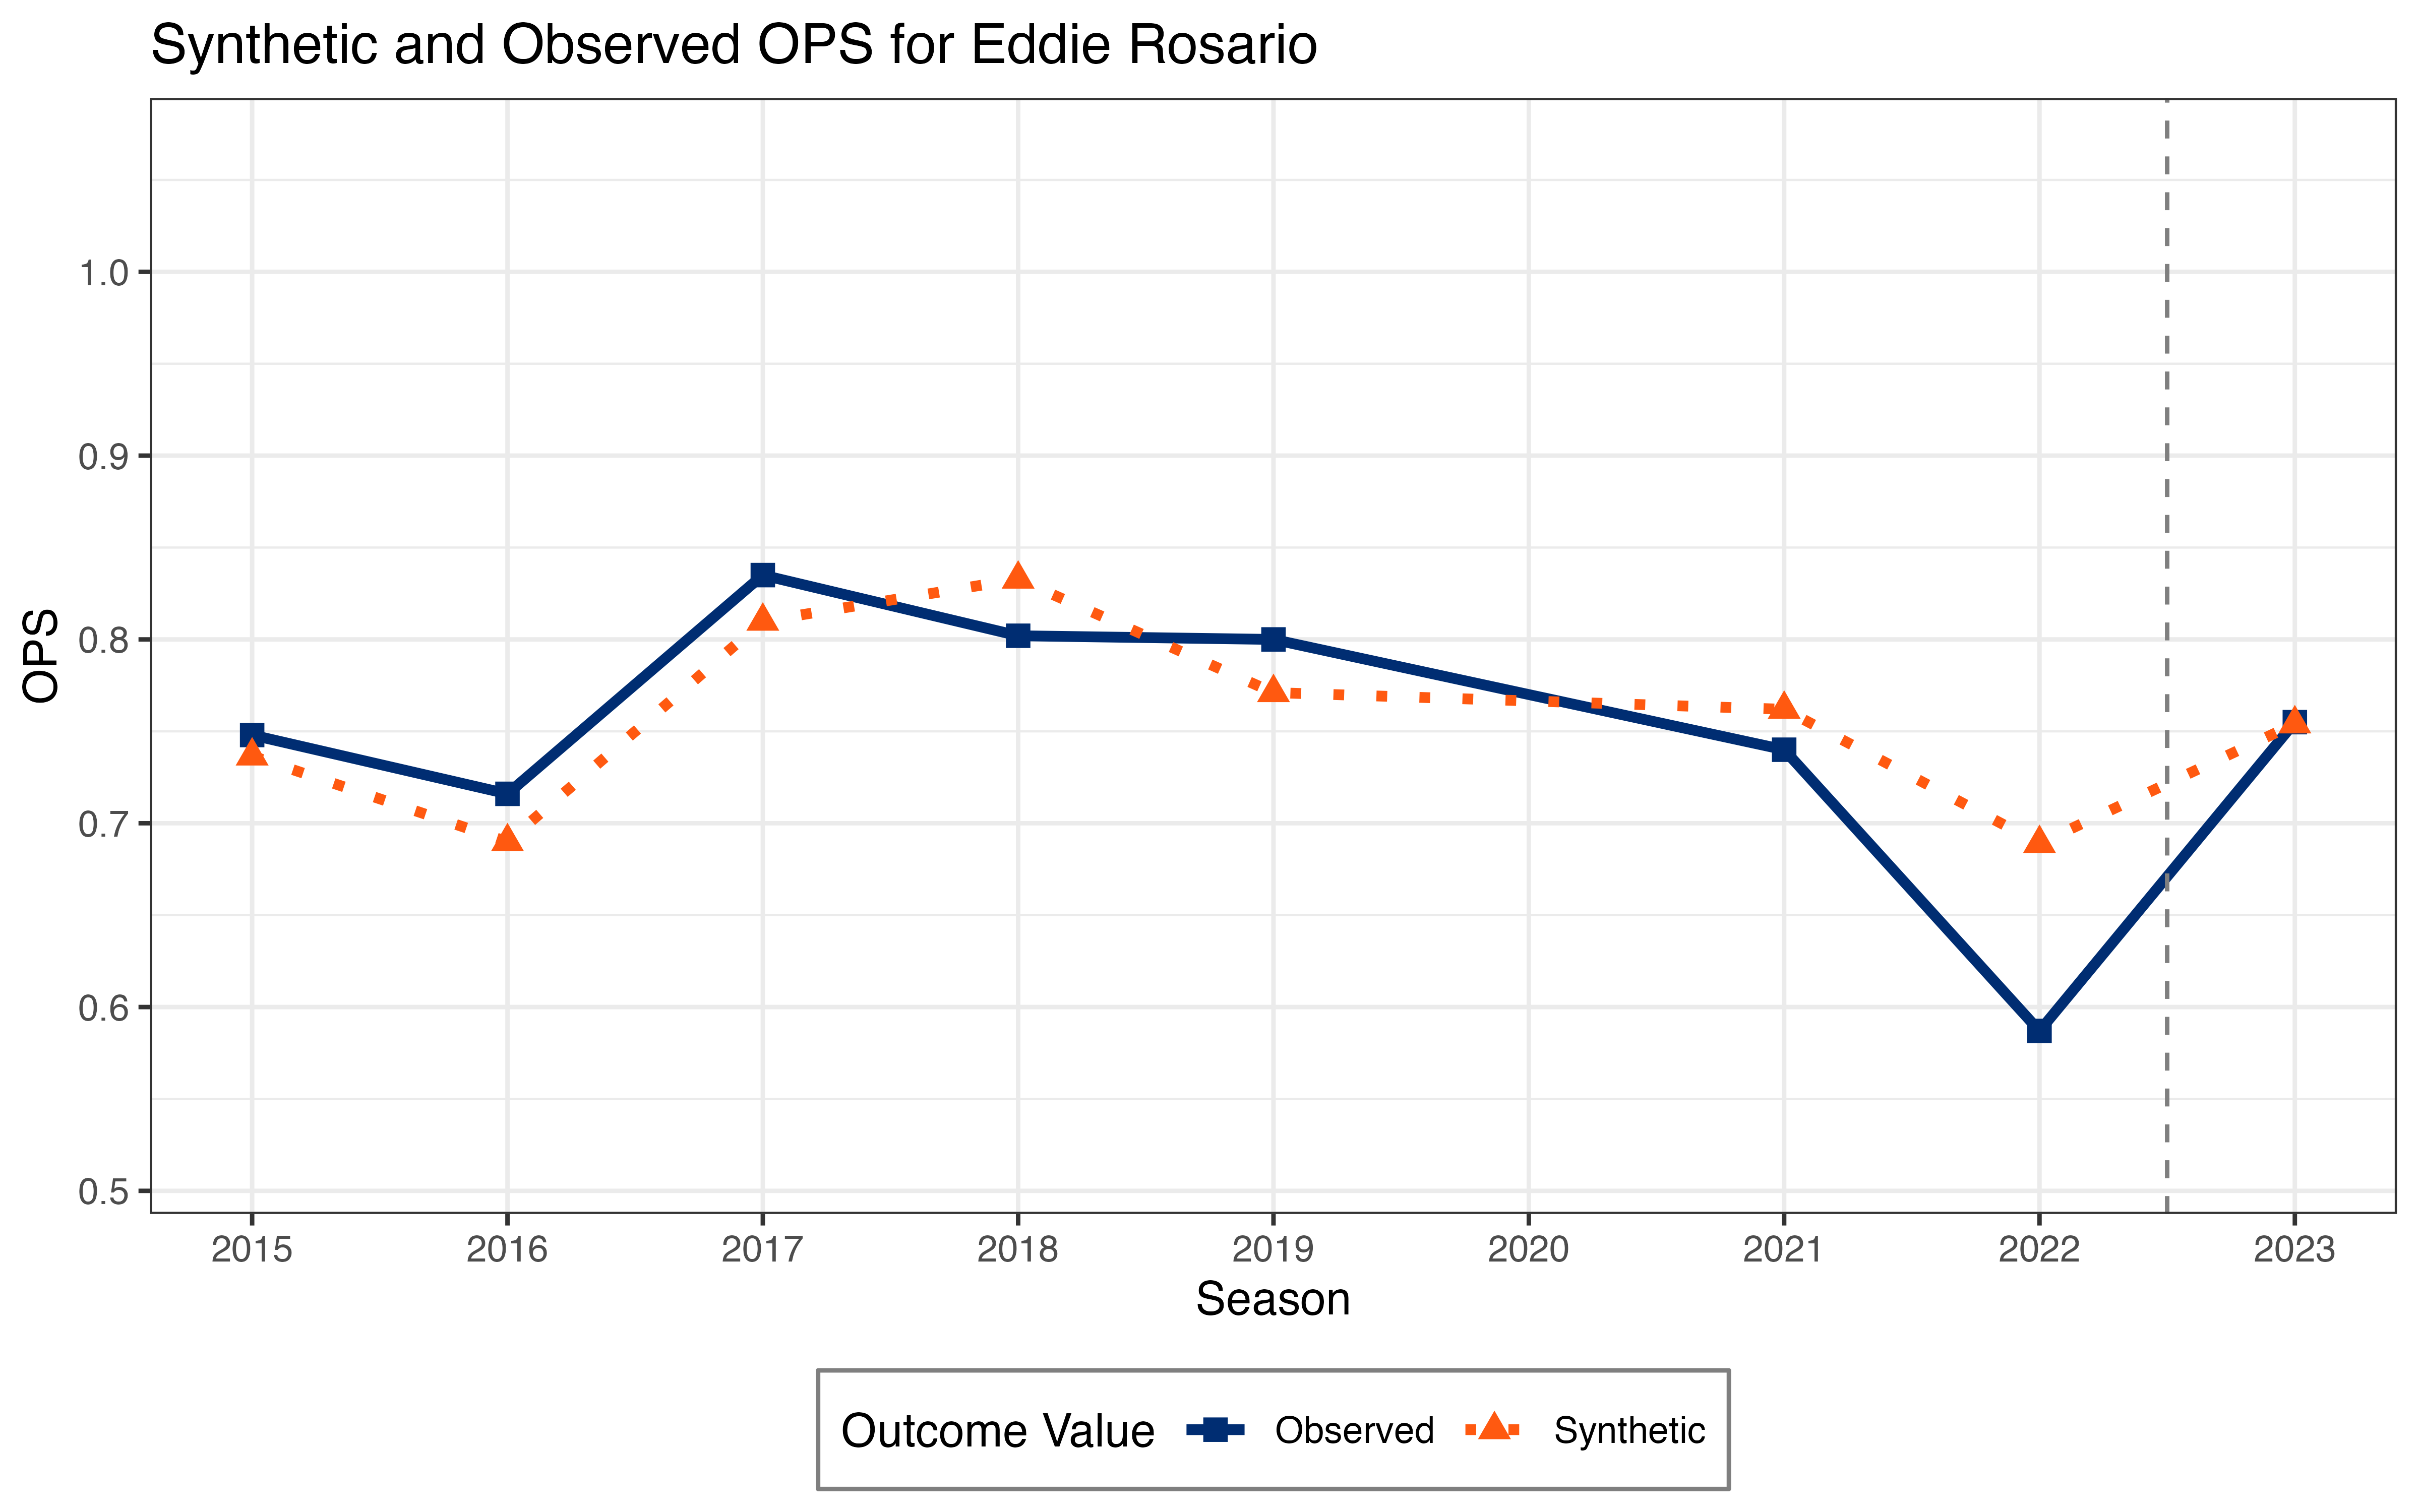 Synthetic and Observed OPS for Eddie Rosario
OPS
1.0
0.9
0.8
0.7
0.6
0.5
2015 2016 2017 2018 2019 2020 2021 2022 2023
Season
Outcome Value Observed Synthetic